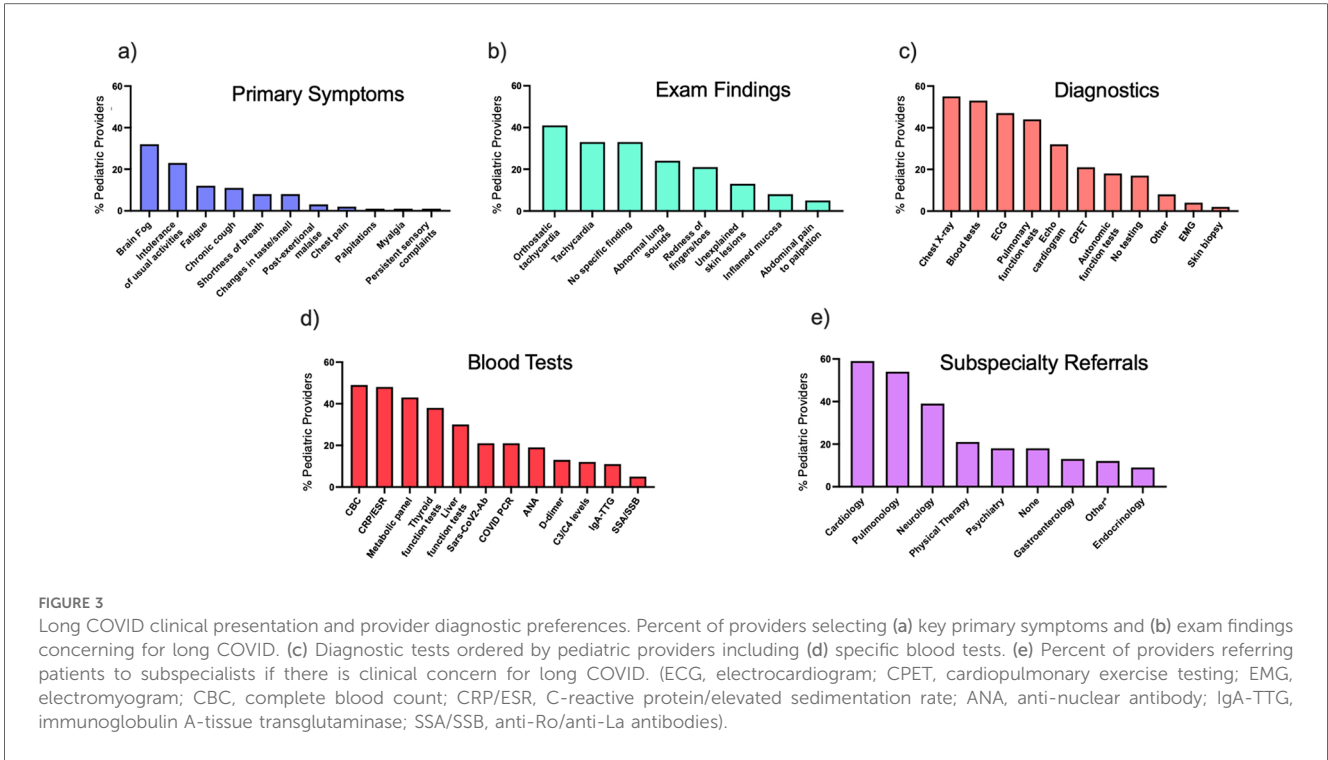 a)
Primary Symptoms
% Pediatric Providers
60
40
20
0
Brain Fog
Intolerance
of usual activities
Fatigue
Chronic cough
Shortness of breath
Changes in taste/smell
Post-exertional
malaise
Chest pain
Palpitations
Myalgia
Persistent sensory
complaints
b)
Exam Findings
% Pediatric Providers
60
40
20
0
Orthostatic
tachycardia
Tachycardia
No specific finding
Abnormal lung
sounds
Redness of
fingers/toes
Unexplained
skin lesions
Inflamed mucosa
Abdominal pain
to palpation
c)
Diagnostics
% Pediatric Providers
60
40
20
0
Chest X-ray
Blood tests
ECG
Pulmonary
function tests
Echo
cardiogram
CPET
Autonomic
function tests
No testing
Other
EMG
Skin biopsy
d)
Blood Tests
% Pediatric Providers
60
40
20
0
CBC
CRP/ESR
Metabolic panel
Thyroid
function tests
Liver
function tests
Sars-CoV2-Ab
COVID PCR
ANA
D-dimer
C3/C4 levels
IgA-TTG
SSA/SSB
e)
Subspecialty Referrals
% Pediatric Providers
60
40
20
0
Cardiology
Pulmonology
Neurology
Physical Therapy
Psychiatry
None
Gastroenterology
Other*
Endocrinology
FIGURE 3
Long COVID clinical presentation and provider diagnostic preferences. Percent of providers selecting (a) key primary symptoms and (b) exam findings
concerning for long COVID. (c) Diagnostic tests ordered by pediatric providers including (d) specific blood tests. (e) Percent of providers referring
patients to subspecialists if there is clinical concern for long COVID. (ECG, electrocardiogram; CPET, cardiopulmonary exercise testing; EMG,
electromyogram; CBC, complete blood count; CRP/ESR, C-reactive protein/elevated sedimentation rate; ANA, anti-nuclear antibody; IgA-TTG,
immunoglobulin A-tissue transglutaminase; SSA/SSB, anti-Ro/anti-La antibodies).